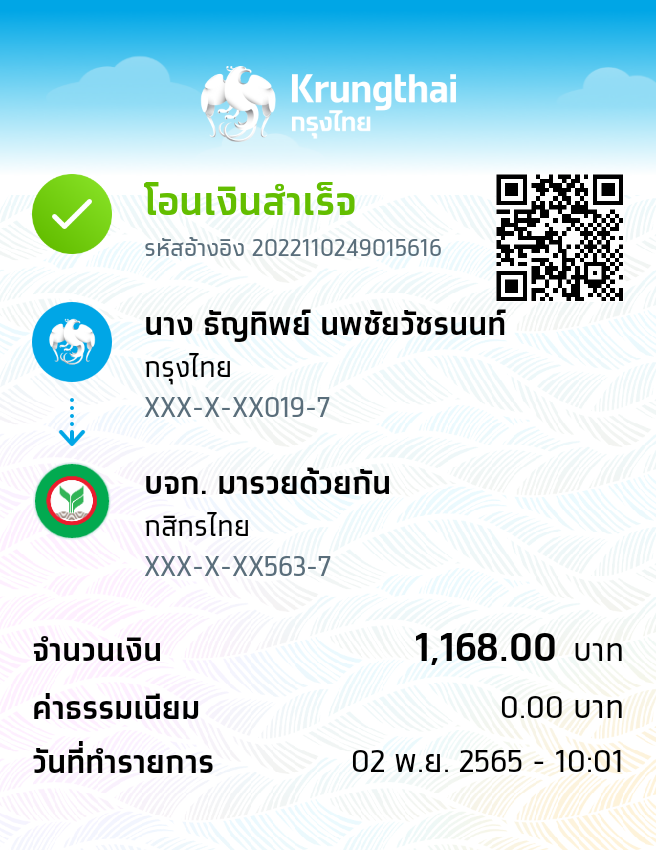 Krungthai
กรุงไทย
โอนเงินสำเร็จ
รหัสอ้างอิง 2022110249015616
นาง ธัญทิพย์ นพชัยวัชรนนท์
กรุงไทย
XXX-X-XX019-7
บจก. มารวยด้วยกัน
กสิกรไทย
XXX-X-XX563-7
จำนวนเงิน 1,168.00 บาท
ค่าธรรมเนียม 0.00 บาท
วันที่ทำรายการ 02 พ.ย. 2565 - 10:01